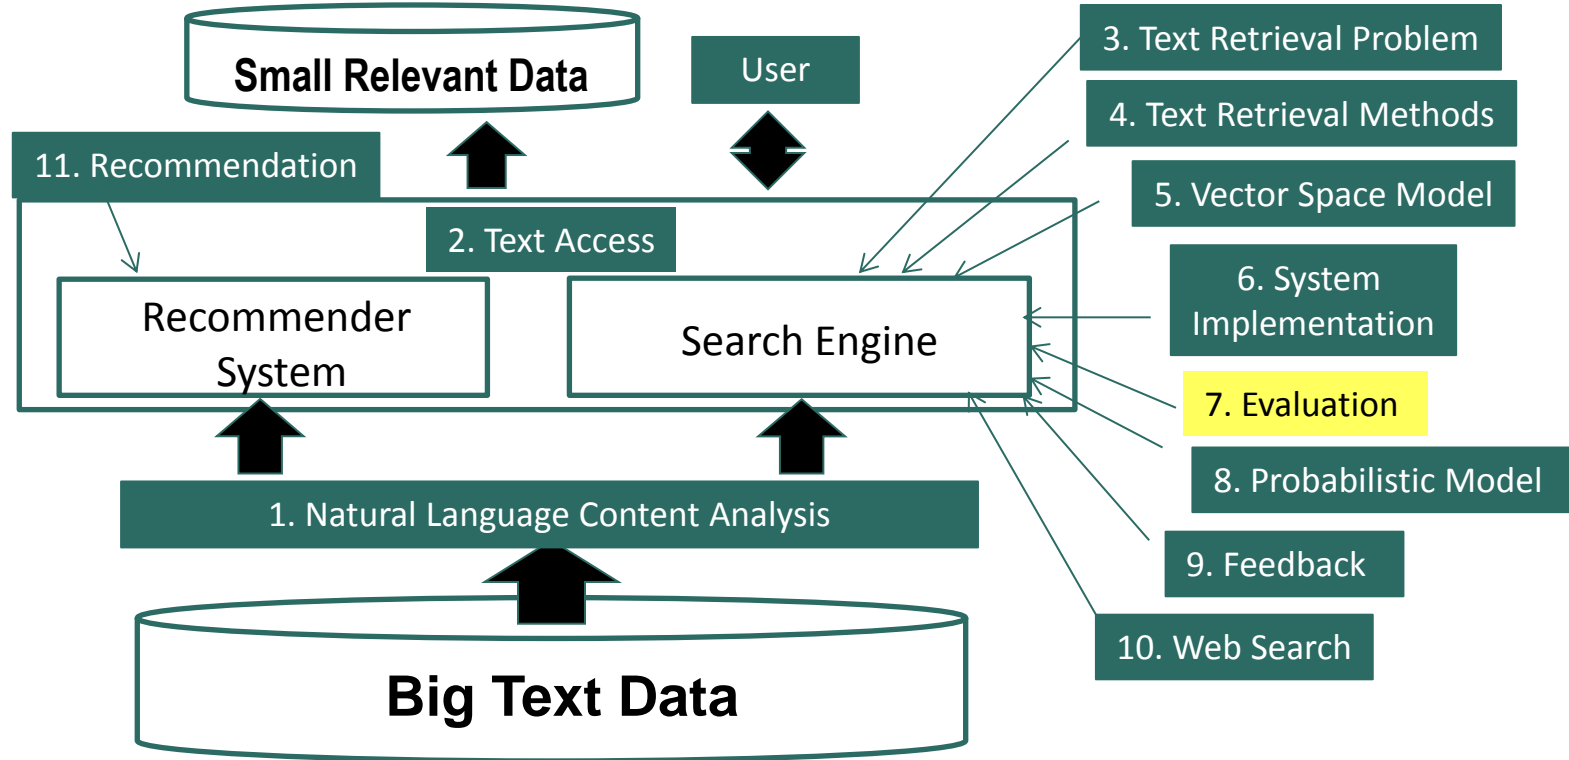 Small Relevant Data
User
3. Text Retrieval Problem
4. Text Retrieval Methods
11. Recommendation
5. Vector Space Model
2. Text Access
6. System
Implementation
Recommender
System
Search Engine
7. Evaluation
8. Probabilistic Model
1. Natural Language Content Analysis
9. Feedback
10. Web Search
Big Text Data